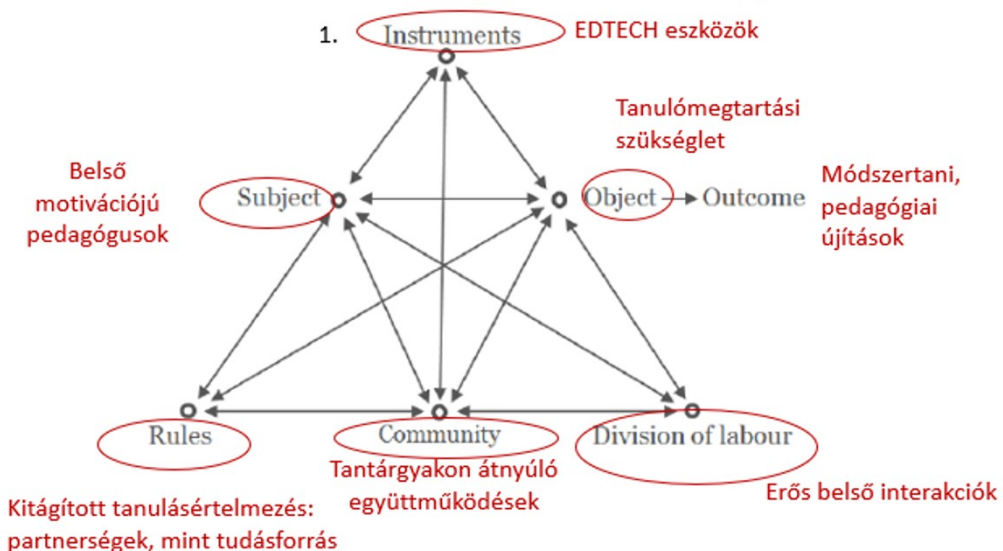 1.
Instruments
EDTECH eszközök
Tanulómegtartási
szükséglet
Belső
motivációjú
pedagógusok
Subject
Object
Outcome
Módszertani,
pedagógiai
újítások
Rules
Community
Division of labour
Kitágított tanulásértelmezés:
partnerségek, mint tudásforrás
Tantárgyakon átnyúló
együttműködések
Erős belső interakciók